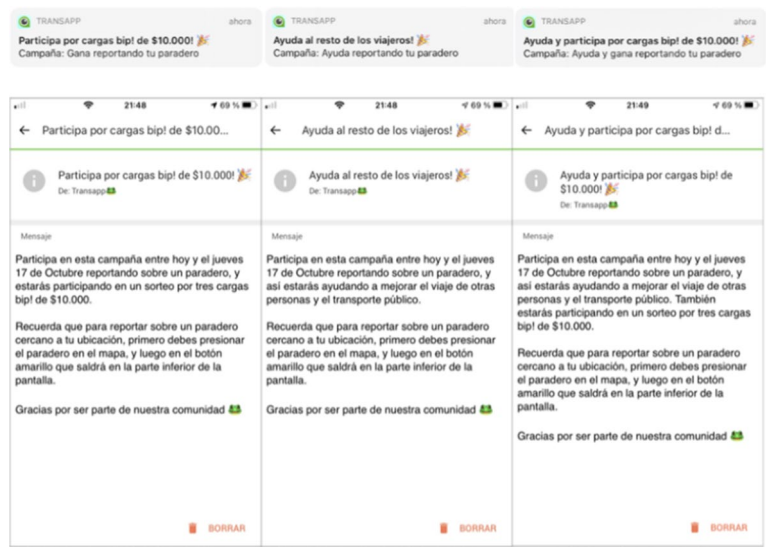 TRANSAPP ahora
Participa por cargas bip! de $10.000! 🎉
Campaña: Gana reportando tu paradero
TRANSAPP ahora
Ayuda al resto de los viajeros! 🎉
Campaña: Ayuda reportando tu paradero
TRANSAPP ahora
Ayuda y participa por cargas bip! de $10.000! 🎉
Campaña: Ayuda y gana reportando tu paradero
21:48 69 %
← Participa por cargas bip! de $10.00...
Participa por cargas bip! de $10.000! 🎉
De: Transapp🐸
Mensaje
Participa en esta campaña entre hoy y el jueves
17 de Octubre reportando sobre un paradero, y
estarás participando en un sorteo por tres cargas
bip! de $10.000.
Recuerda que para reportar sobre un paradero
cercano a tu ubicación, primero debes presionar
el paradero en el mapa, y luego en el botón
amarillo que saldrá en la parte inferior de la
pantalla.
Gracias por ser parte de nuestra comunidad 🐸
BORRAR
21:48 69 %
← Ayuda al resto de los viajeros! 🎉
Ayuda al resto de los viajeros! 🎉
De: Transapp🐸
Mensaje
Participa en esta campaña entre hoy y el jueves
17 de Octubre reportando sobre un paradero, y
así estarás ayudando a mejorar el viaje de otras
personas y el transporte público.
Recuerda que para reportar sobre un paradero
cercano a tu ubicación, primero debes presionar
el paradero en el mapa, y luego en el botón
amarillo que saldrá en la parte inferior de la
pantalla.
Gracias por ser parte de nuestra comunidad 🐸
BORRAR
21:49 69 %
← Ayuda y participa por cargas bip! d...
Ayuda y participa por cargas bip! de
$10.000! 🎉
De: Transapp🐸
Mensaje
Participa en esta campaña entre hoy y el jueves
17 de Octubre reportando sobre un paradero, y
así estarás ayudando a mejorar el viaje de otras
personas y el transporte público. También
estarás participando en un sorteo por tres cargas
bip! de $10.000.
Recuerda que para reportar sobre un paradero
cercano a tu ubicación, primero debes presionar
el paradero en el mapa, y luego en el botón
amarillo que saldrá en la parte inferior de la
pantalla.
Gracias por ser parte de nuestra comunidad 🐸
BORRAR